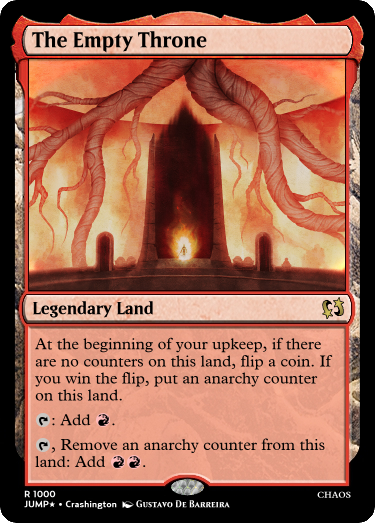 The Empty Throne
Legendary Land
At the beginning of your upkeep, if there
are no counters on this land, flip a coin. If
you win the flip, put an anarchy counter
on this land.
: Add .
, Remove an anarchy counter from this
land: Add .
R 1000
CHAOS
JUMP★ • Crashington GUSTAVO DE BARREIRA